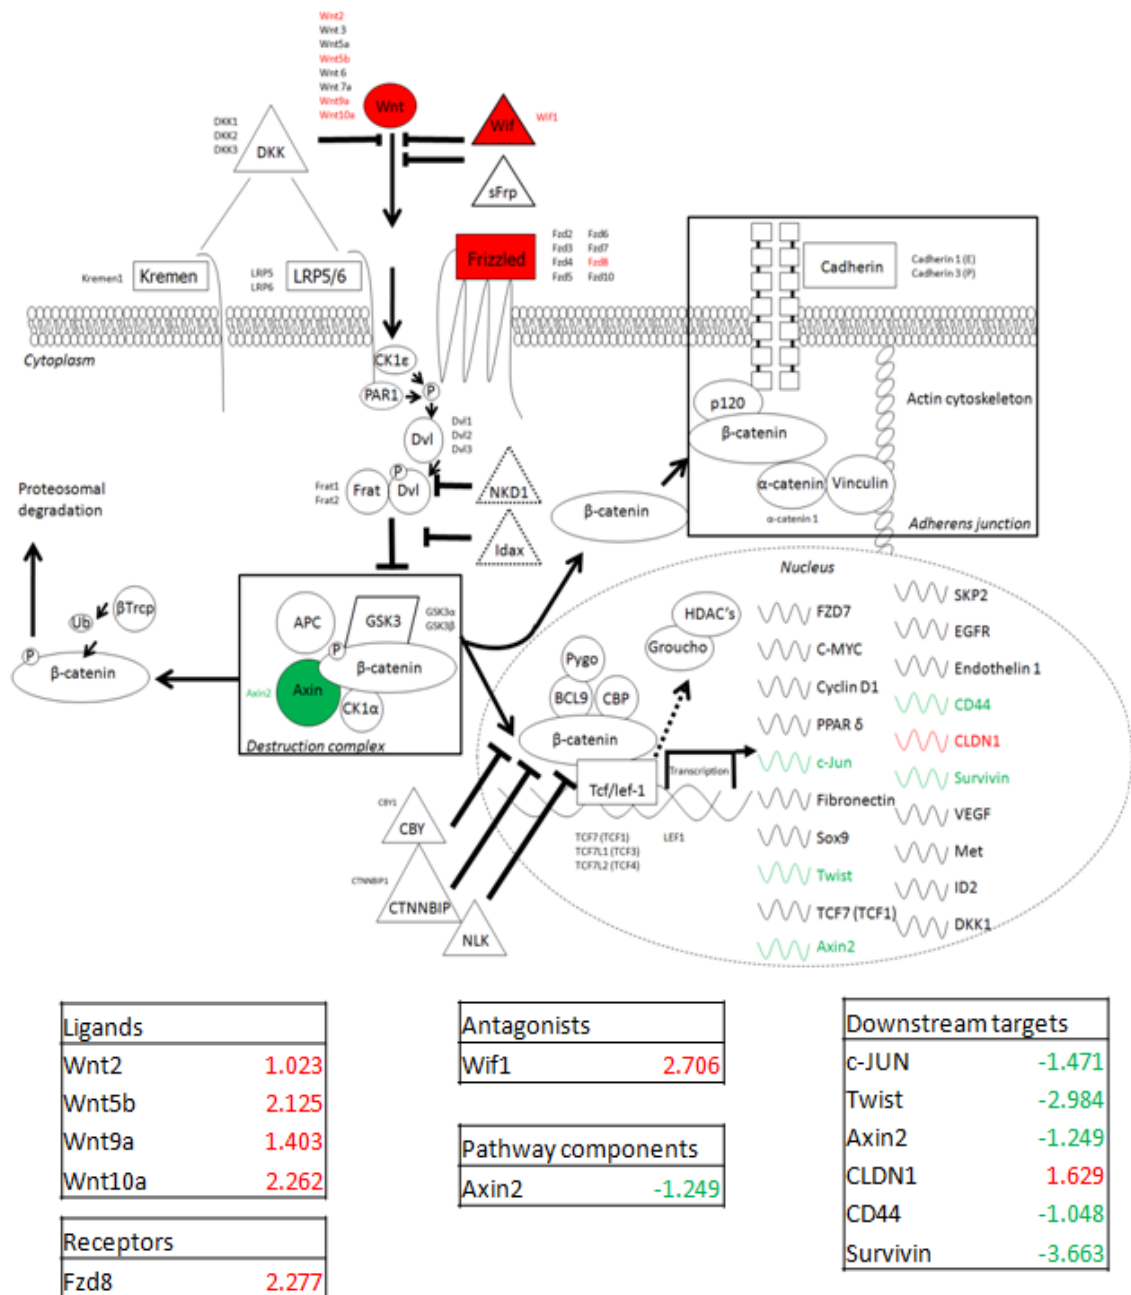 Wnt2
Wnt 3
Wnt5a
Wnt5b
Wnt 6
Wnt 7a
Wnt9a
Wnt10a
Wnt
Wif
Wif1
DKK1
DKK2
DKK3
DKK
sFrp
Kremen1
Kremen
LRP5
LRP6
LRP5/6
Frizzled
Fzd2 Fzd6
Fzd3 Fzd7
Fzd4 Fzd8
Fzd5 Fzd10
Cadherin
Cadherin 1 (E)
Cadherin 3 (P)
Cytoplasm
CK1ε
PAR1
P
Dvl
Dvl1
Dvl2
Dvl3
Frat1
Frat2
Frat
P
Dvl
NKD1
Idax
p120
β-catenin
Actin cytoskeleton
α-catenin
Vinculin
α-catenin 1
Adherens junction
β-catenin
Proteosomal
degradation
Ub
βTrcp
P
β-catenin
APC
GSK3
GSK3α
GSK3β
P
β-catenin
Axin2
Axin
CK1α
Destruction complex
Nucleus
HDAC's
Groucho
Pygo
BCL9
CBP
β-catenin
Tcf/lef-1
Transcription
TCF7 (TCF1)
TCF7L1 (TCF3)
TCF7L2 (TCF4)
LEF1
CBY1
CBY
CTNNBIP1
CTNNBIP
NLK
FZD7
C-MYC
Cyclin D1
PPAR δ
c-Jun
Fibronectin
Sox9
Twist
TCF7 (TCF1)
Axin2
SKP2
EGFR
Endothelin 1
CD44
CLDN1
Survivin
VEGF
Met
ID2
DKK1
Ligands
Wnt2 1.023
Wnt5b 2.125
Wnt9a 1.403
Wnt10a 2.262
Receptors
Fzd8 2.277
Antagonists
Wif1 2.706
Pathway components
Axin2 -1.249
Downstream targets
c-JUN -1.471
Twist -2.984
Axin2 -1.249
CLDN1 1.629
CD44 -1.048
Survivin -3.663